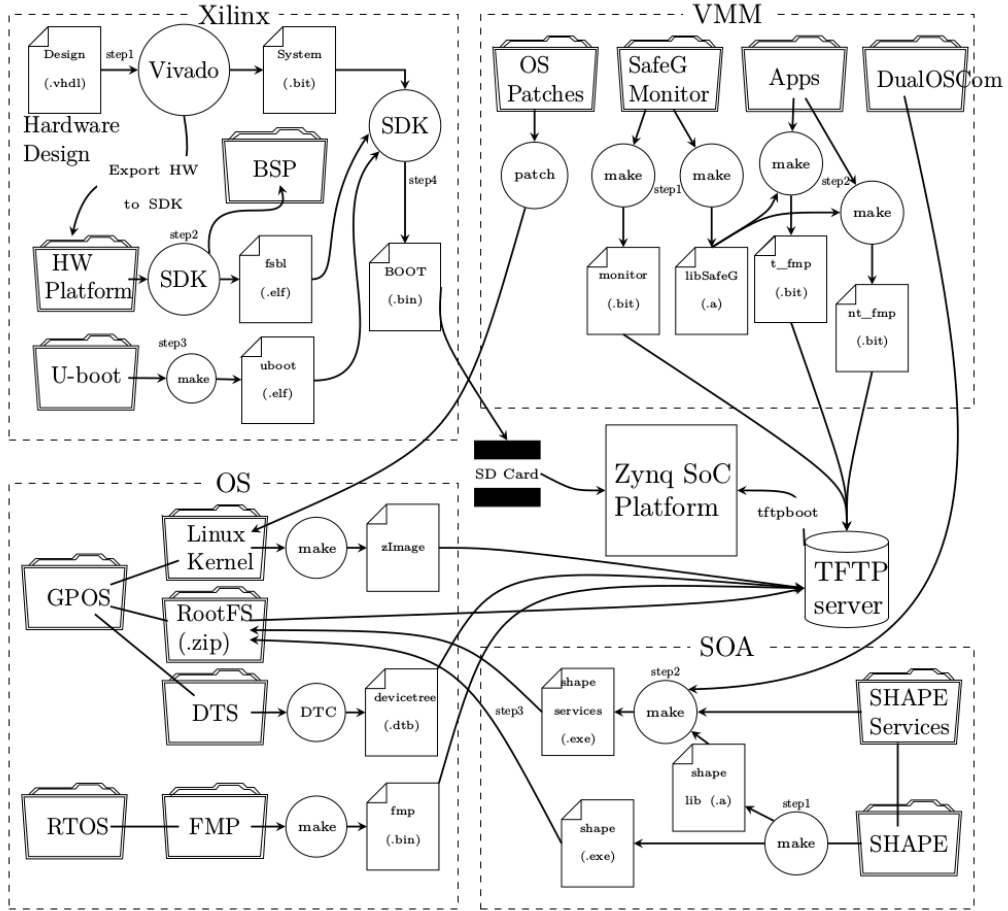 Xilinx
Design
(.vhdl)
step1
Vivado
System
(.bit)
Hardware
Design
SDK
step4
Export HW
to SDK
BSP
HW
Platform
step2
SDK
fsbl
(.elf)
BOOT
(.bin)
U-boot
step3
make
uboot
(.elf)
VMM
OS
Patches
SafeG
Monitor
Apps
DualOSCom
patch
make
step1
make
make
step2
make
monitor
(.bit)
libSafeG
(.a)
t_fmp
(.bit)
nt_fmp
(.bit)
SD Card
Zynq SoC
Platform
tftpboot
TFTP
server
OS
GPOS
Linux
Kernel
make
zImage
RootFS
(.zip)
DTS
DTC
devicetree
(.dtb)
RTOS
FMP
make
fmp
(.bin)
SOA
step2
shape
services
(.exe)
make
SHAPE
Services
step3
shape
lib (.a)
step1
shape
(.exe)
make
SHAPE